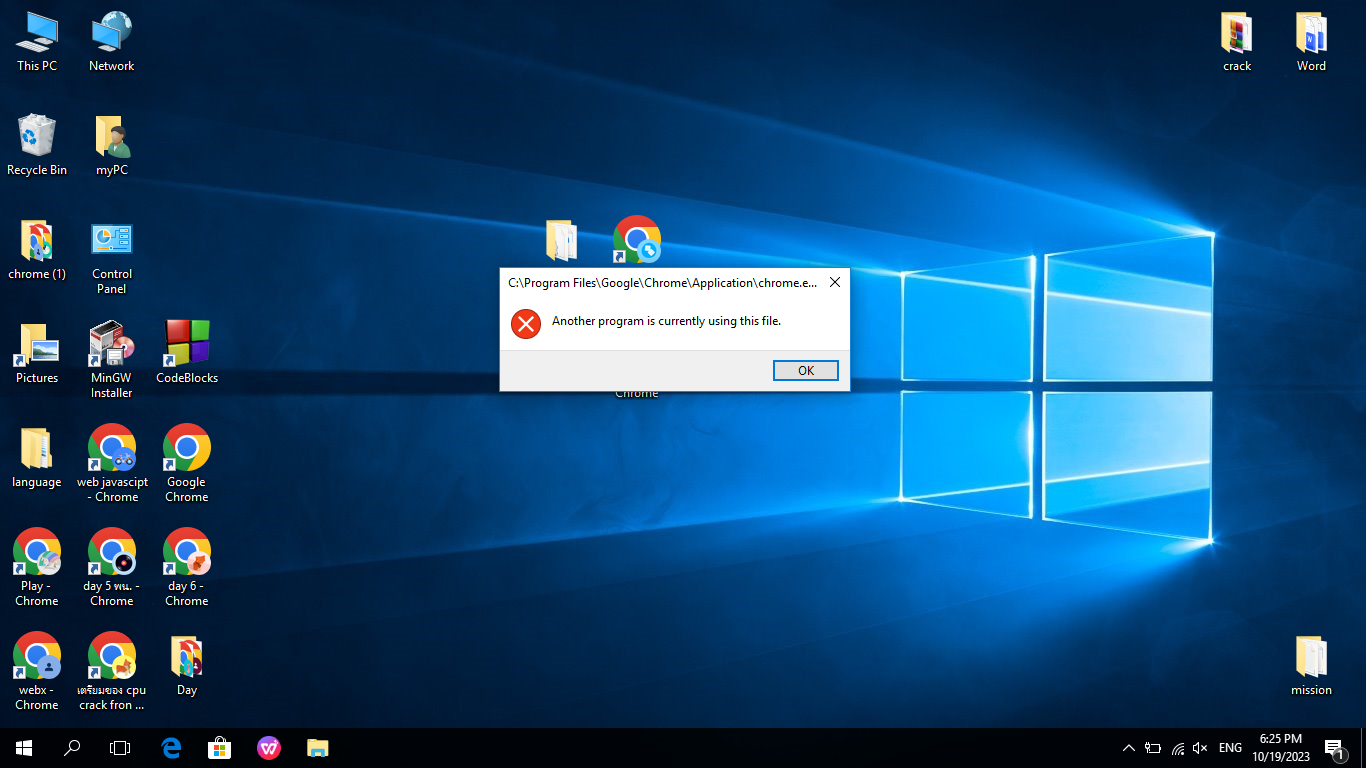 This PC
Network
crack
Word
Recycle Bin
myPC
chrome (1)
Control
Panel
C:\Program Files\Google\Chrome\Application\chrome.e...
Another program is currently using this file.
OK
Chrome
Pictures
MinGW
Installer
CodeBlocks
language
web javascipt
- Chrome
Google
Chrome
Play -
Chrome
day 5 พน. -
Chrome
day 6 -
Chrome
webx -
Chrome
เตรียมของ cpu
crack fron ...
Day
mission
ENG
6:25 PM
10/19/2023
1